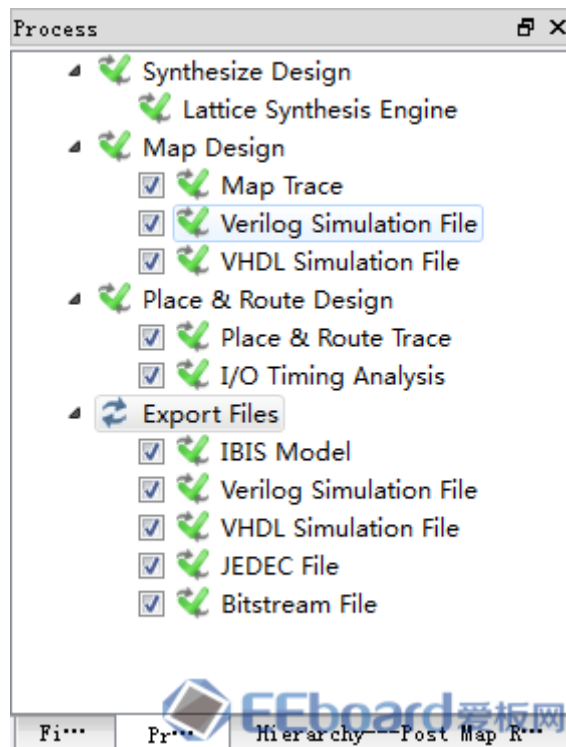 Process
Synthesize Design
Lattice Synthesis Engine
Map Design
Map Trace
Verilog Simulation File
VHDL Simulation File
Place & Route Design
Place & Route Trace
I/O Timing Analysis
Export Files
IBIS Model
Verilog Simulation File
VHDL Simulation File
JEDEC File
Bitstream File
EEboard爱板网
Fi… Pr… Hierarchy---Post Map R…